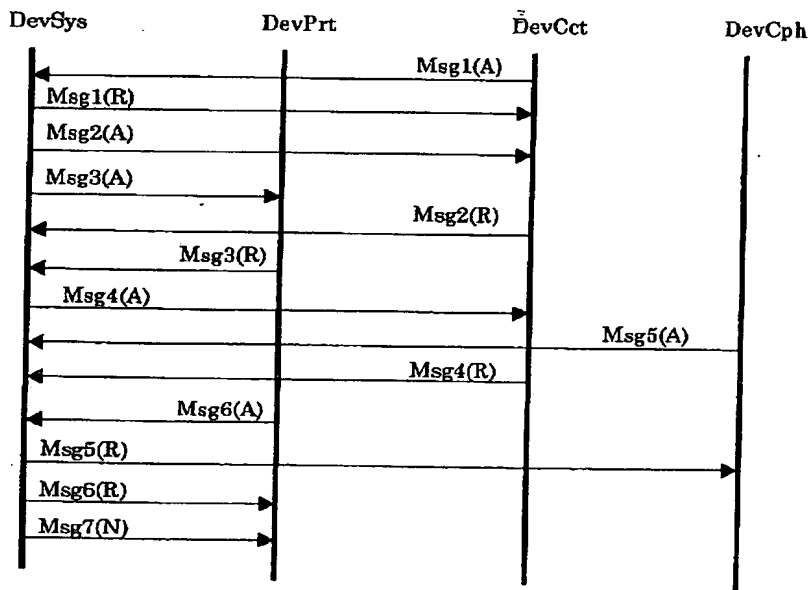 DevSys DevPrt DevCct DevCph
Msg1(A)
Msg1(R)
Msg2(A)
Msg3(A)
Msg2(R)
Msg3(R)
Msg4(A)
Msg5(A)
Msg4(R)
Msg6(A)
Msg5(R)
Msg6(R)
Msg7(N)